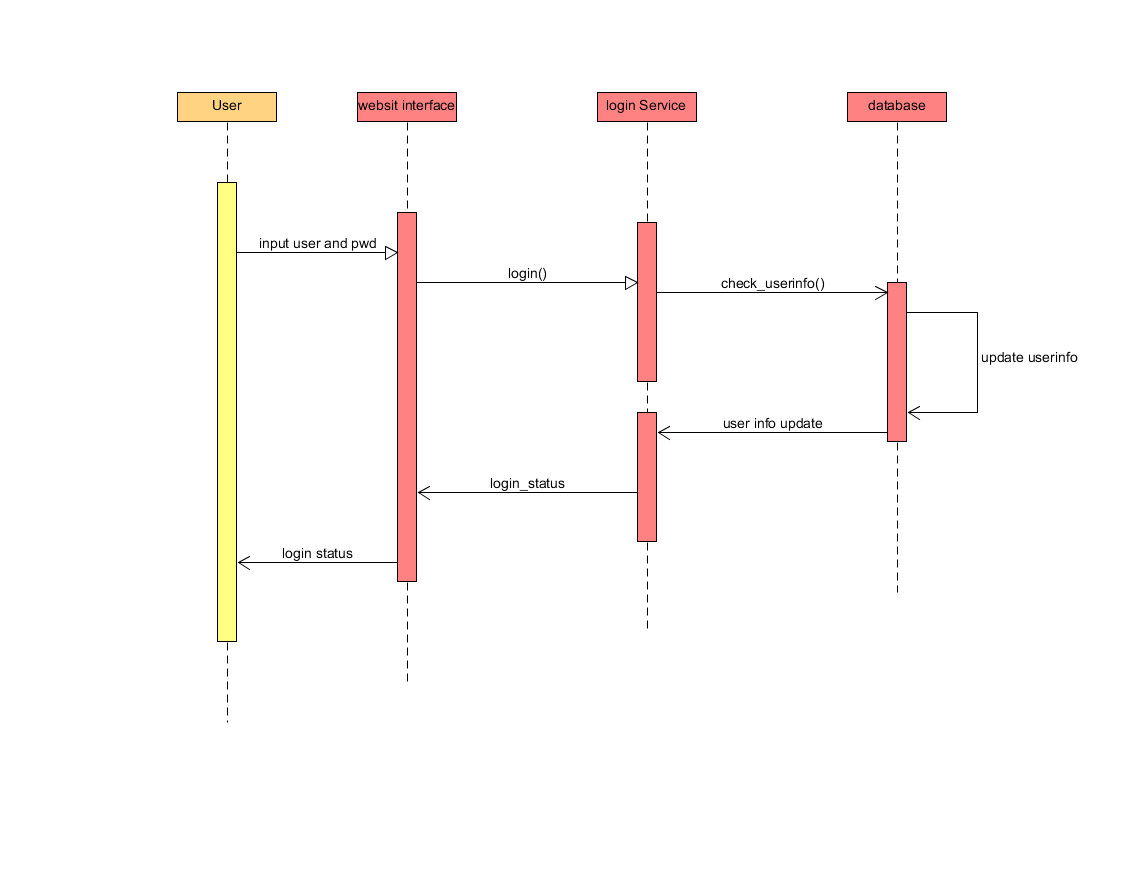 User
websit interface
login Service
database
input user and pwd
login()
check_userinfo()
update userinfo
user info update
login_status
login status